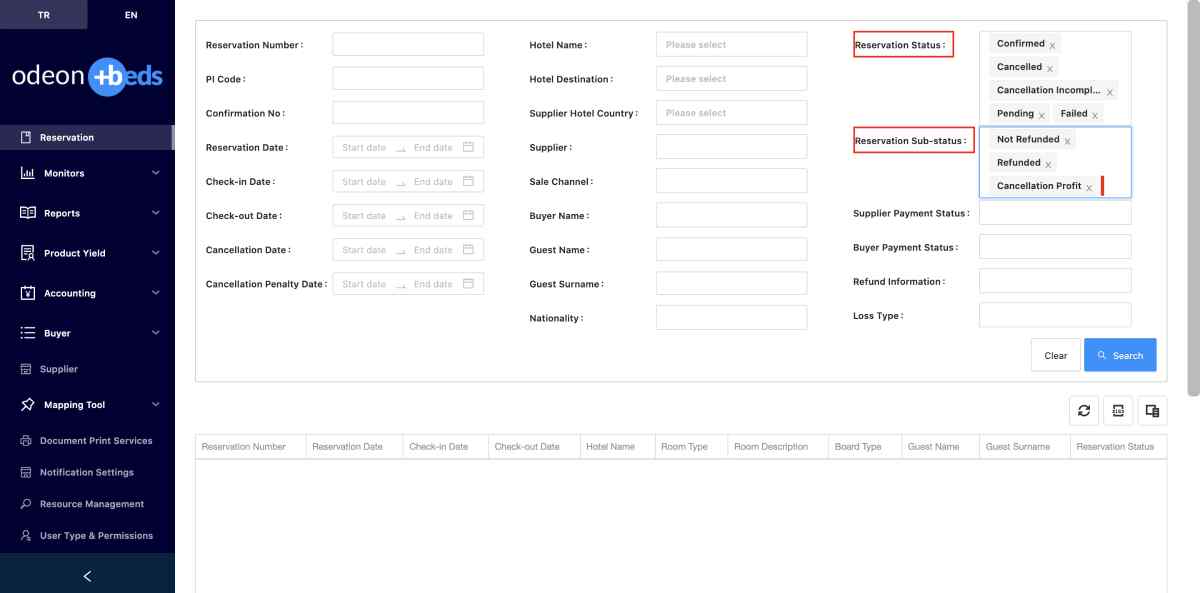 TR
EN
odeon +beds
Reservation
Monitors
Reports
Product Yield
Accounting
Buyer
Supplier
Mapping Tool
Document Print Services
Notification Settings
Resource Management
User Type & Permissions
Reservation Number :
PI Code :
Confirmation No :
Reservation Date : Start date End date
Check-in Date : Start date End date
Check-out Date : Start date End date
Cancellation Date : Start date End date
Cancellation Penalty Date : Start date End date
Hotel Name : Please select
Hotel Destination : Please select
Supplier Hotel Country : Please select
Supplier :
Sale Channel :
Buyer Name :
Guest Name :
Guest Surname :
Nationality :
Reservation Status : Confirmed x
Cancelled x
Cancellation Incompl... x
Pending x Failed x
Reservation Sub-status : Not Refunded x
Refunded x
Cancellation Profit x
Supplier Payment Status :
Buyer Payment Status :
Refund Information :
Loss Type :
Clear Search
Reservation Number Reservation Date Check-in Date Check-out Date Hotel Name Room Type Room Description Board Type Guest Name Guest Surname Reservation Status